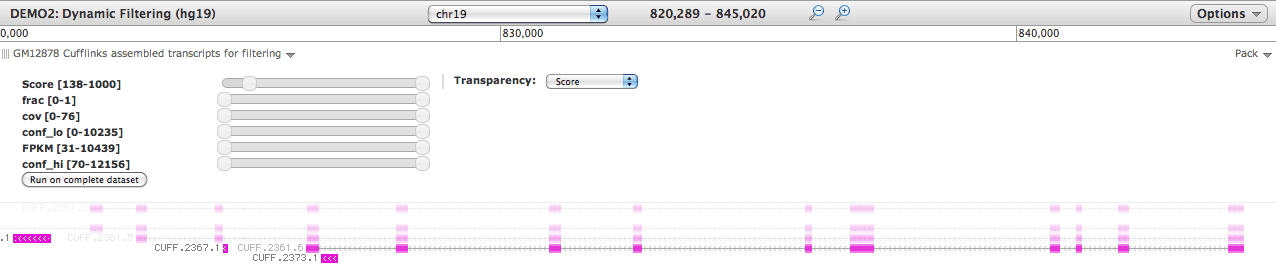 DEMO2: Dynamic Filtering (hg19) chr19 820,289 - 845,020 Options
0,000 830,000 840,000
GM12878 Cufflinks assembled transcripts for filtering Pack
Score [138-1000] Transparency: Score
frac [0-1]
cov [0-76]
conf_lo [0-10235]
FPKM [31-10439]
conf_hi [70-12156]
Run on complete dataset
CUFF.2361.
.1 CUFF.2361.5
CUFF.2367.1 CUFF.2361.6
CUFF.2373.1